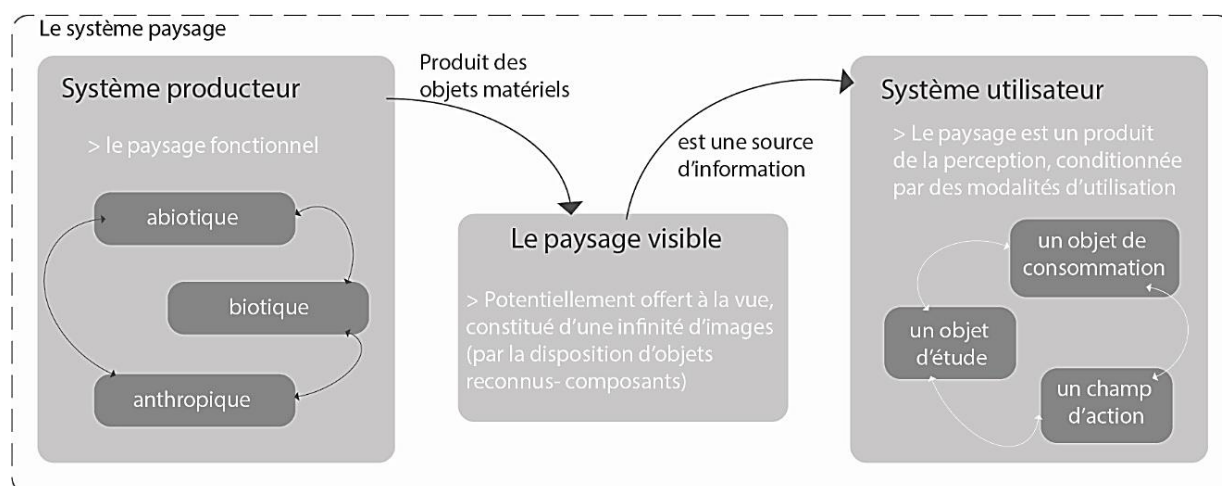 Le système paysage
Système producteur
> le paysage fonctionnel
abiotique
biotique
anthropique
Produit des
objets matériels
Le paysage visible
> Potentiellement offert à la vue,
constitué d'une infinité d'images
(par la disposition d'objets
reconnus- composants)
est une source
d'information
Système utilisateur
> Le paysage est un produit
de la perception, conditionnée
par des modalités d'utilisation
un objet de
consommation
un objet
d'étude
un champ
d'action